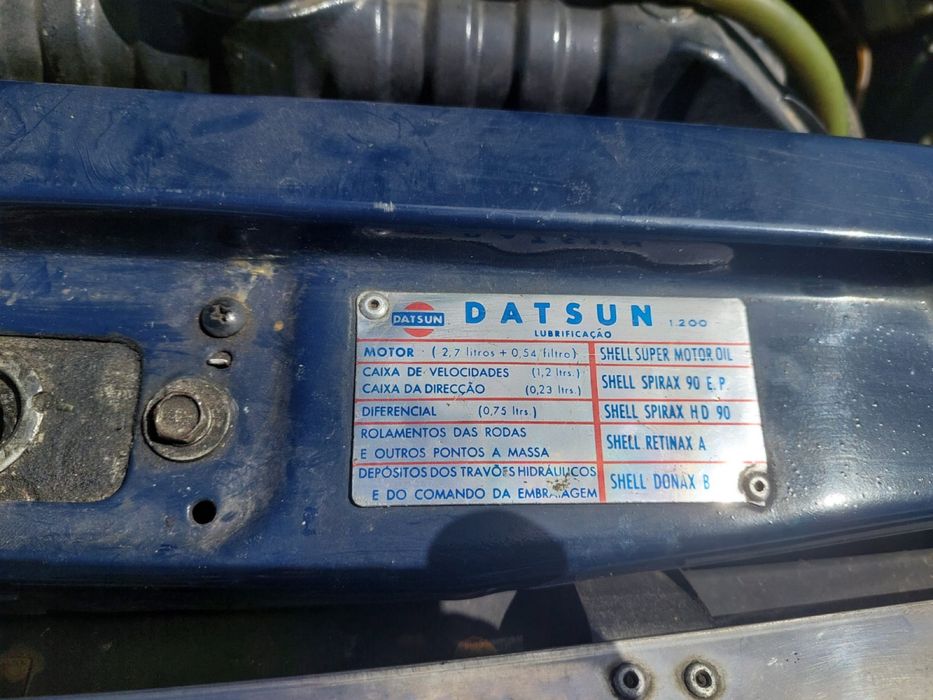 DATSUN DATSUN 1.200
LUBRIFICAÇÃO
MOTOR (2,7 litros + 0,54 filtro) SHELL SUPER MOTOR OIL
CAIXA DE VELOCIDADES (1,2 ltrs.) SHELL SPIRAX 90 E.P.
CAIXA DA DIRECÇÃO (0,23 ltrs.)
DIFERENCIAL (0,75 ltrs.) SHELL SPIRAX HD 90
ROLAMENTOS DAS RODAS SHELL RETINAX A
E OUTROS PONTOS A MASSA
DEPÓSITOS DOS TRAVÕES HIDRÁULICOS SHELL DONAX B
E DO COMANDO DA EMBRAIAGEM